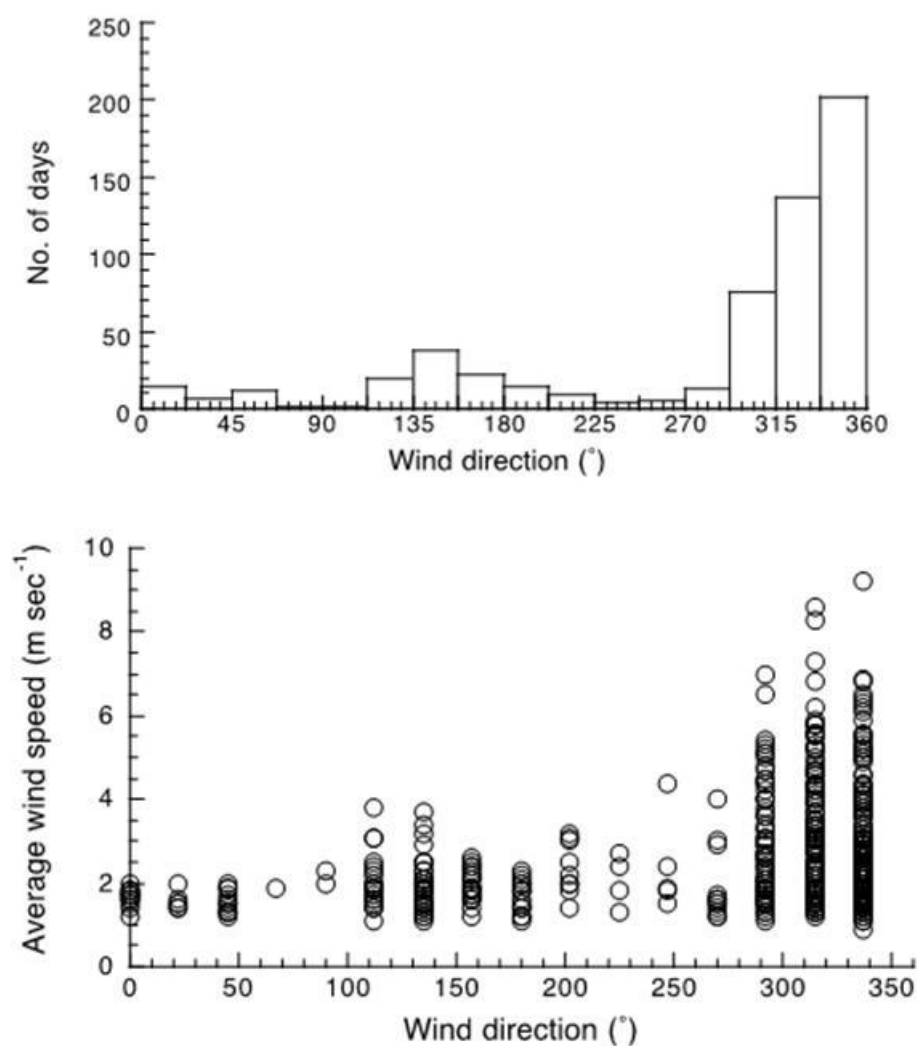 250
200
150
100
50
0
No. of days
0 45 90 135 180 225 270 315 360
Wind direction (°)
10
8
6
4
2
0
Average wind speed (m sec⁻¹)
0 50 100 150 200 250 300 350
Wind direction (°)